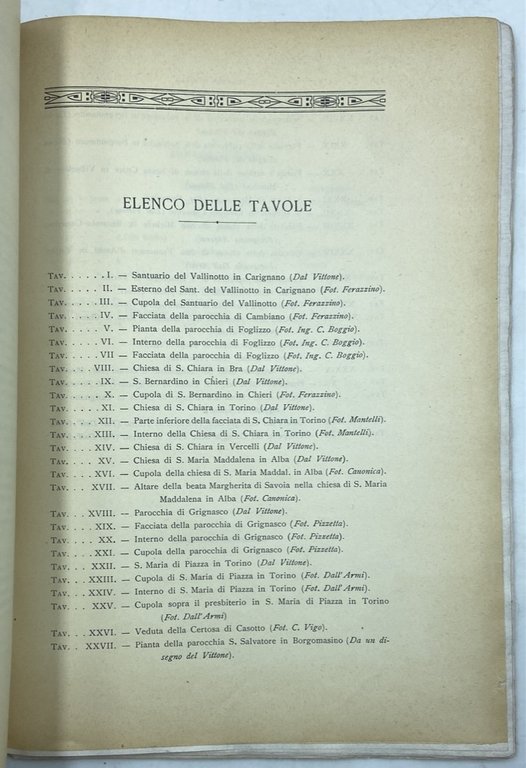 ELENCO DELLE TAVOLE
TAV. . . . . . I. — Santuario del Vallinotto in Carignano (Dal Vittone).
TAV. . . . . II. — Esterno del Sant. del Vallinotto in Carignano (Fot. Ferazzino).
TAV. . . . . III. — Cupola del Santuario del Vallinotto (Fot. Ferazzino).
TAV. . . . . IV. — Facciata della parocchia di Cambiano (Fot. Ferazzino).
TAV. . . . . V. — Pianta della parocchia di Foglizzo (Fot. Ing. C. Boggio).
TAV. . . . . VI. — Interno della parocchia di Foglizzo (Fot. Ing. C. Boggio).
TAV. . . . . VII — Facciata della parocchia di Foglizzo (Fot. Ing. C. Boggio).
TAV. . . . VIII. — Chiesa di S. Chiara in Bra (Dal Vittone).
TAV. . . . . IX. — S. Bernardino in Chieri (Dal Vittone).
TAV. . . . . X. — Cupola di S. Bernardino in Chieri (Fot. Ferazzino).
TAV. . . . . XI. — Chiesa di S. Chiara in Torino (Dal Vittone).
TAV. . . . . XII. — Parte inferiore della facciata di S. Chiara in Torino (Fot. Mantelli).
TAV. . . . XIII. — Interno della Chiesa di S. Chiara in Torino (Fot. Mantelli).
TAV. . . . XIV. — Chiesa di S. Chiara in Vercelli (Dal Vittone).
TAV. . . . XV. — Chiesa di S. Maria Maddalena in Alba (Dal Vittone).
TAV. . . . XVI. — Cupola della chiesa di S. Maria Maddal. in Alba (Fot. Canonica).
TAV. . . XVII. — Altare della beata Margherita di Savoia nella chiesa di S. Maria
Maddalena in Alba (Fot. Canonica).
TAV. . . XVIII. — Parocchia di Grignasco (Dal Vittone).
TAV. . . . XIX. — Facciata della parocchia di Grignasco (Fot. Pizzetta).
TAV. . . . XX. — Interno della parocchia di Grignasco (Fot. Pizzetta).
TAV. . . . XXI. — Cupola della parocchia di Grignasco (Fot. Pizzetta).
TAV. . . XXII. — S. Maria di Piazza in Torino (Dal Vittone).
TAV. . . XXIII. — Cupola di S. Maria di Piazza in Torino (Fot. Dall'Armi).
TAV. . . XXIV. — Interno di S. Maria di Piazza in Torino (Fot. Dall'Armi).
TAV. . . XXV. — Cupola sopra il presbiterio in S. Maria di Piazza in Torino
(Fot. Dall'Armi)
TAV. . . XXVI. — Veduta della Certosa di Casotto (Fot. C. Vigo).
TAV. . XXVII. — Pianta della parocchia S. Salvatore in Borgomasino (Da un di-
segno del Vittone).